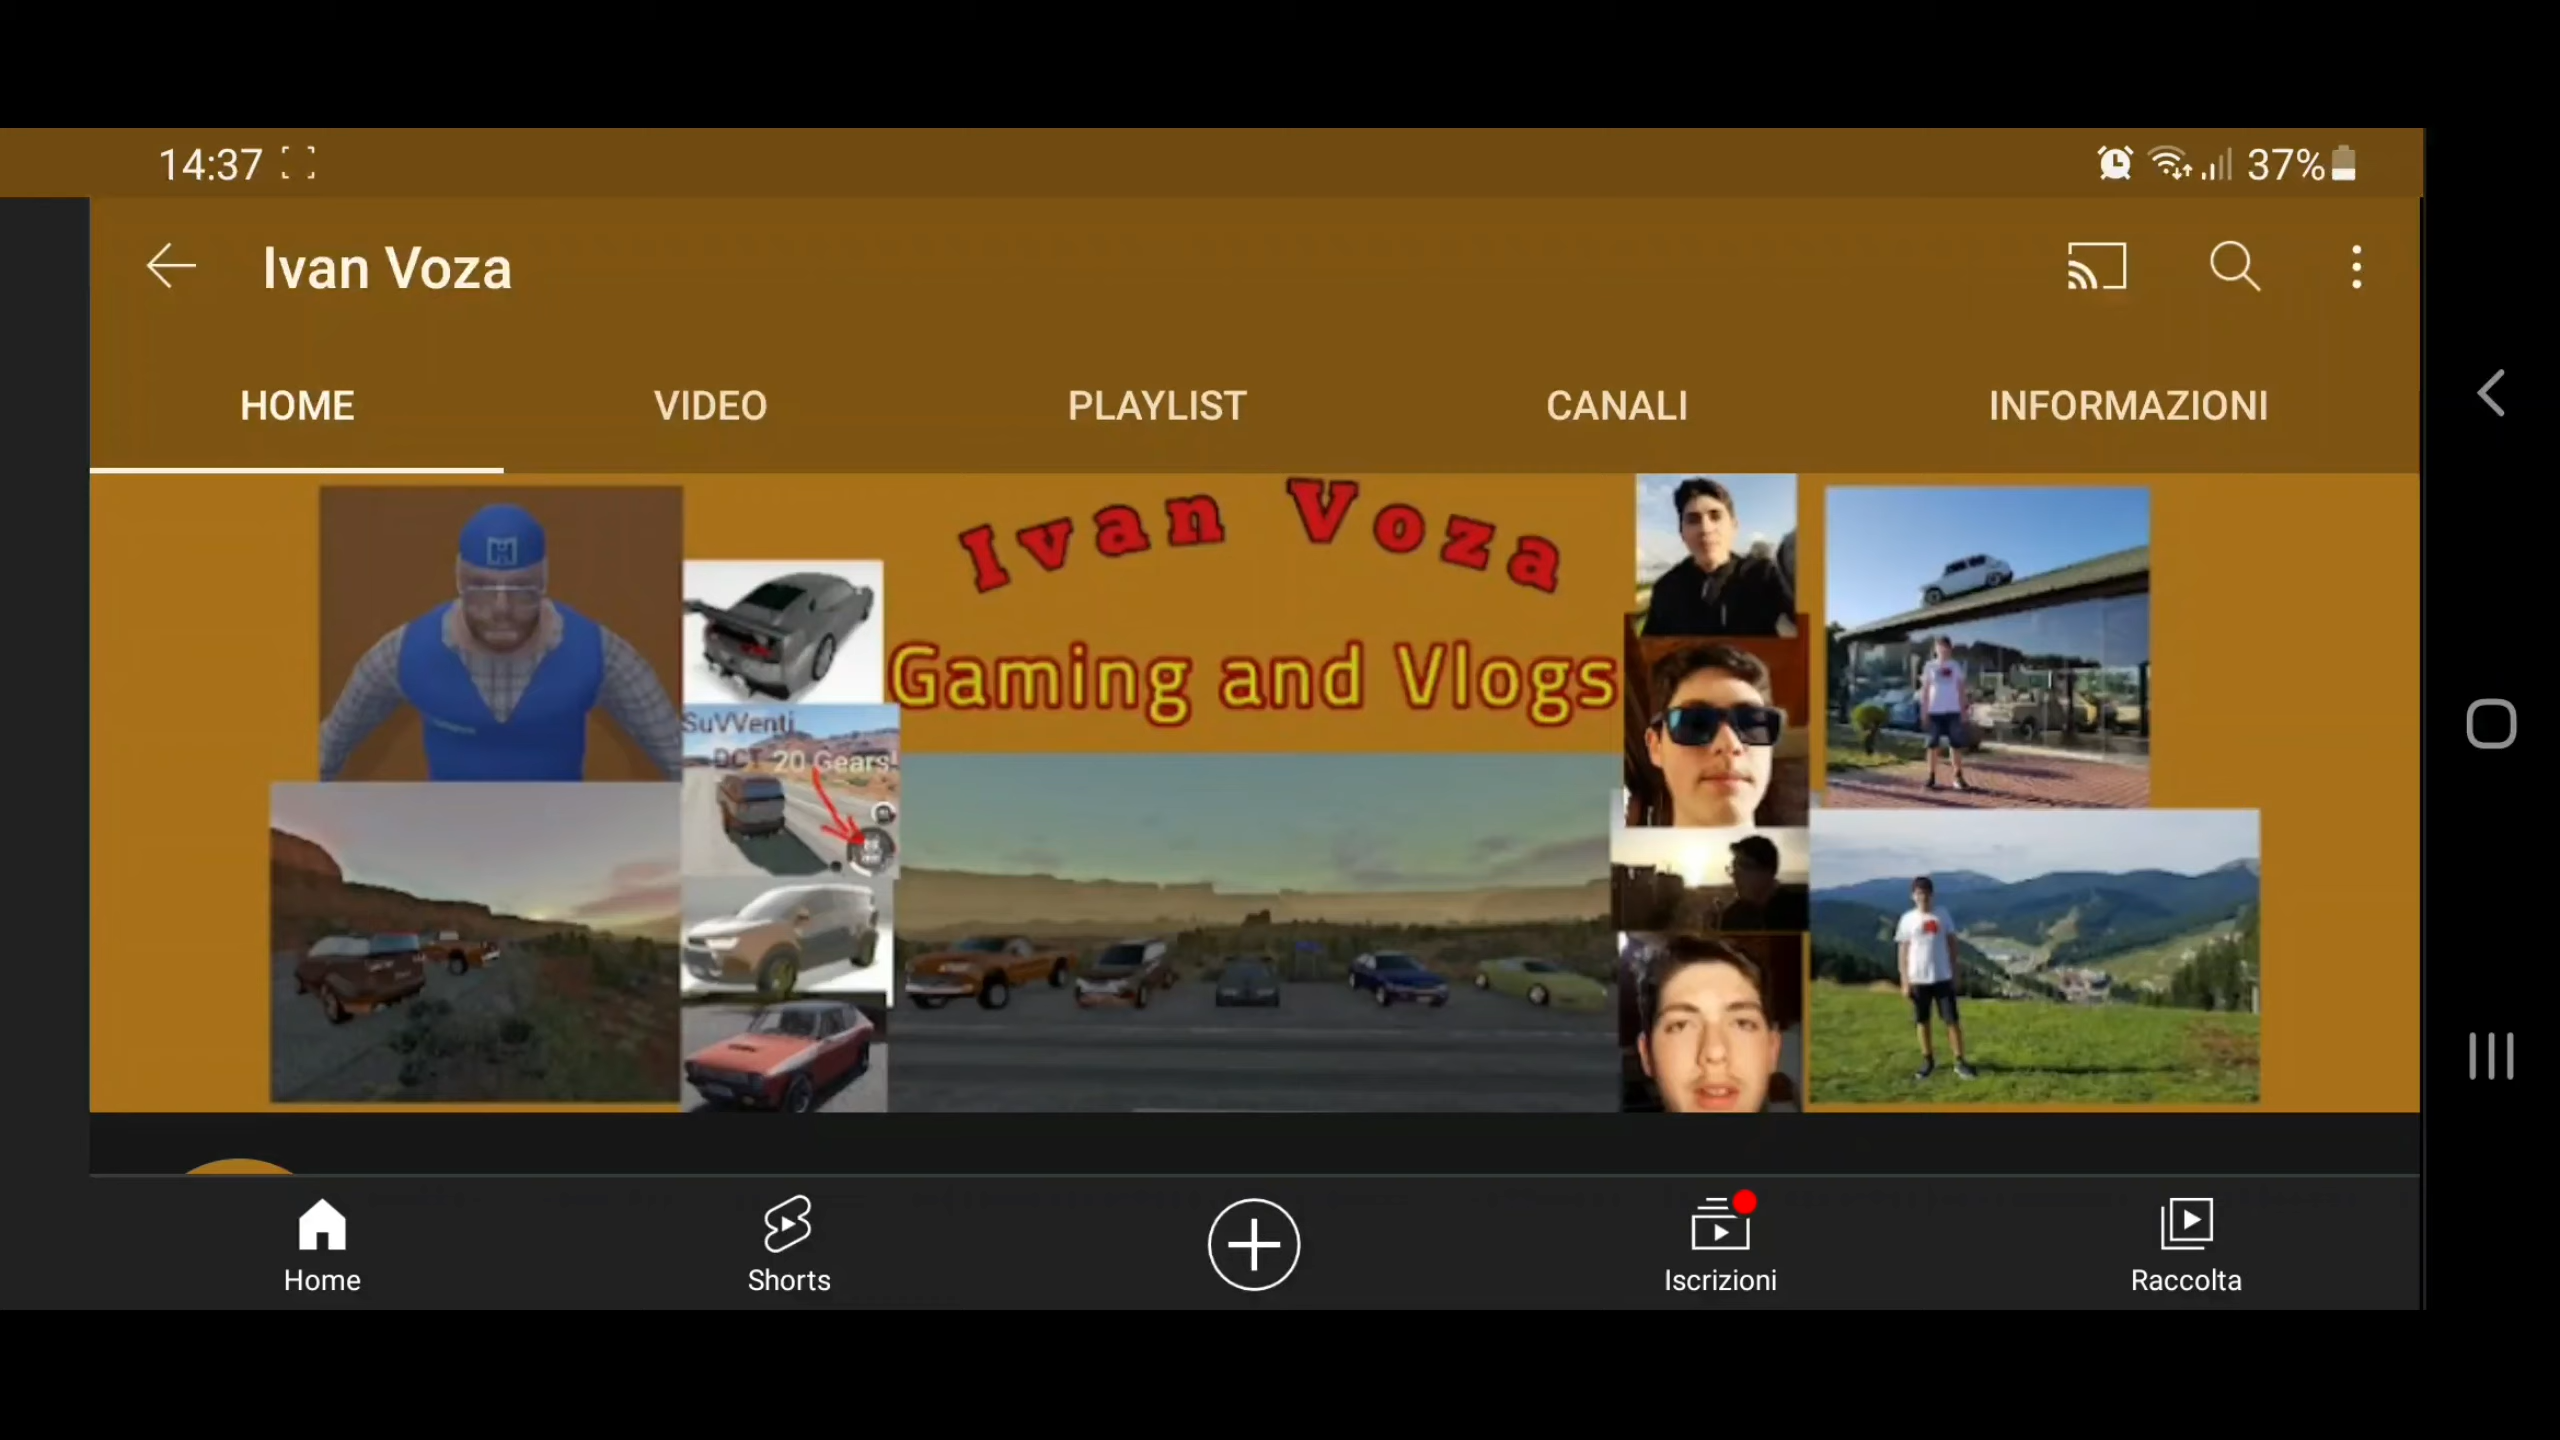 14:37
37%
Ivan Voza
HOME VIDEO PLAYLIST CANALI INFORMAZIONI
Ivan Voza
Gaming and Vlogs
SuVVenti
DCT 20 Gears!
Home Shorts Iscrizioni Raccolta